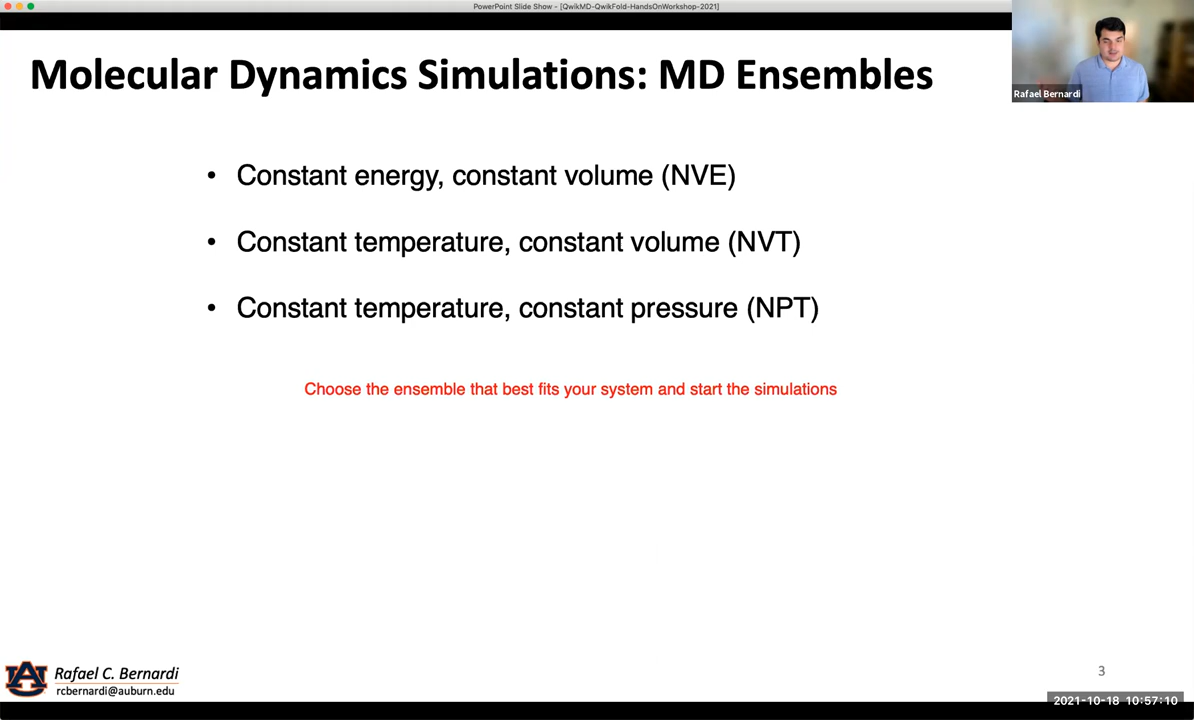 PowerPoint Slide Show - [QwikMD-QwikFold-HandsOnWorkshop-2021]
Molecular Dynamics Simulations: MD Ensembles
Rafael Bernardi
• Constant energy, constant volume (NVE)
• Constant temperature, constant volume (NVT)
• Constant temperature, constant pressure (NPT)
Choose the ensemble that best fits your system and start the simulations
Rafael C. Bernardi
rcbernardi@auburn.edu
3
2021-10-18 10:57:10